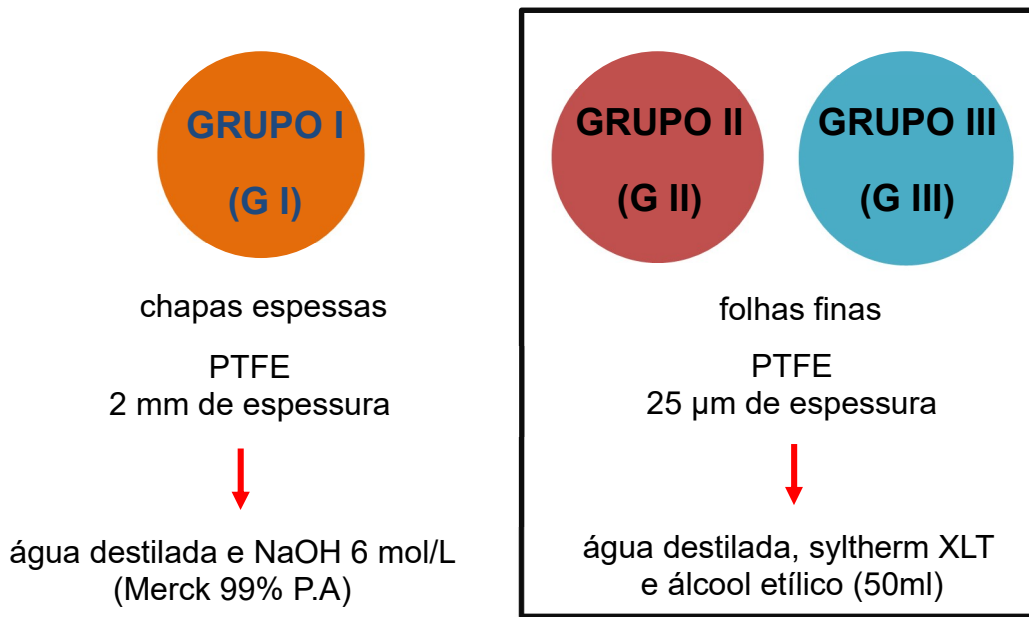 GRUPO I
(G I)
chapas espessas
PTFE
2 mm de espessura
água destilada e NaOH 6 mol/L
(Merck 99% P.A)
GRUPO II
(G II)
GRUPO III
(G III)
folhas finas
PTFE
25 µm de espessura
água destilada, syltherm XLT
e álcool etílico (50ml)